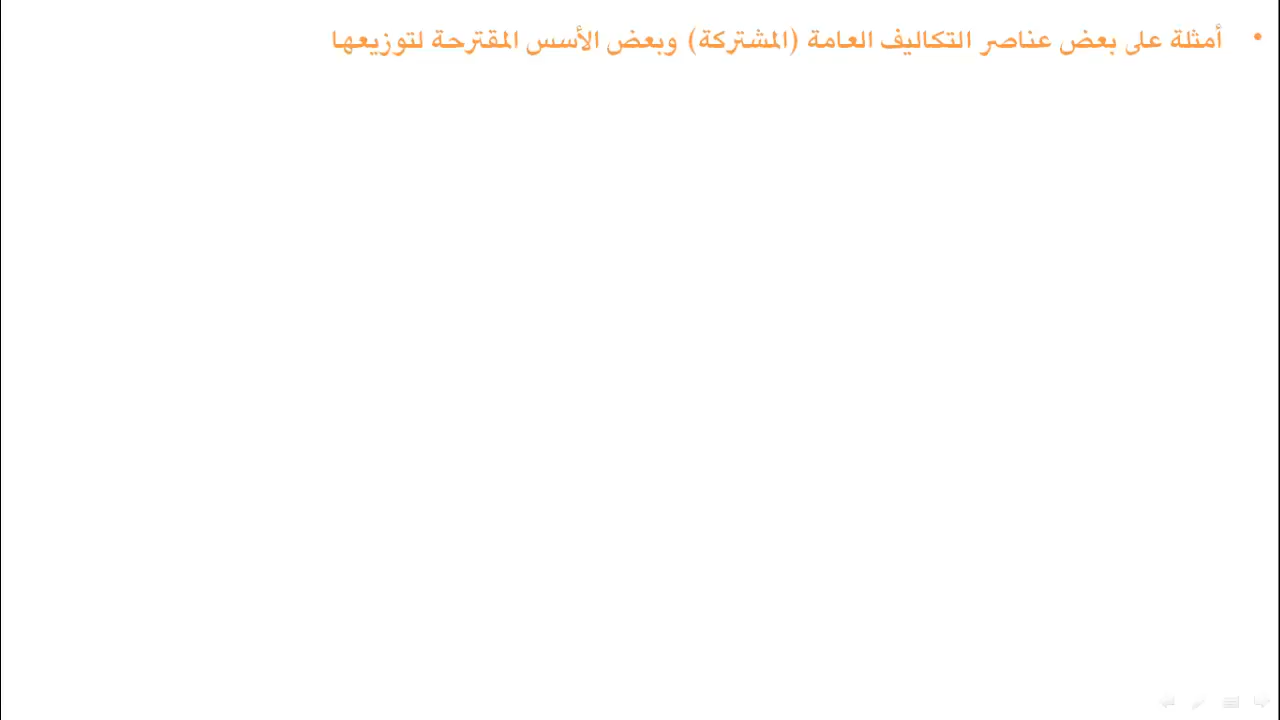 • أمثلة على بعض عناصر التكاليف العامة (المشتركة) وبعض الأسس المقترحة لتوزيعها